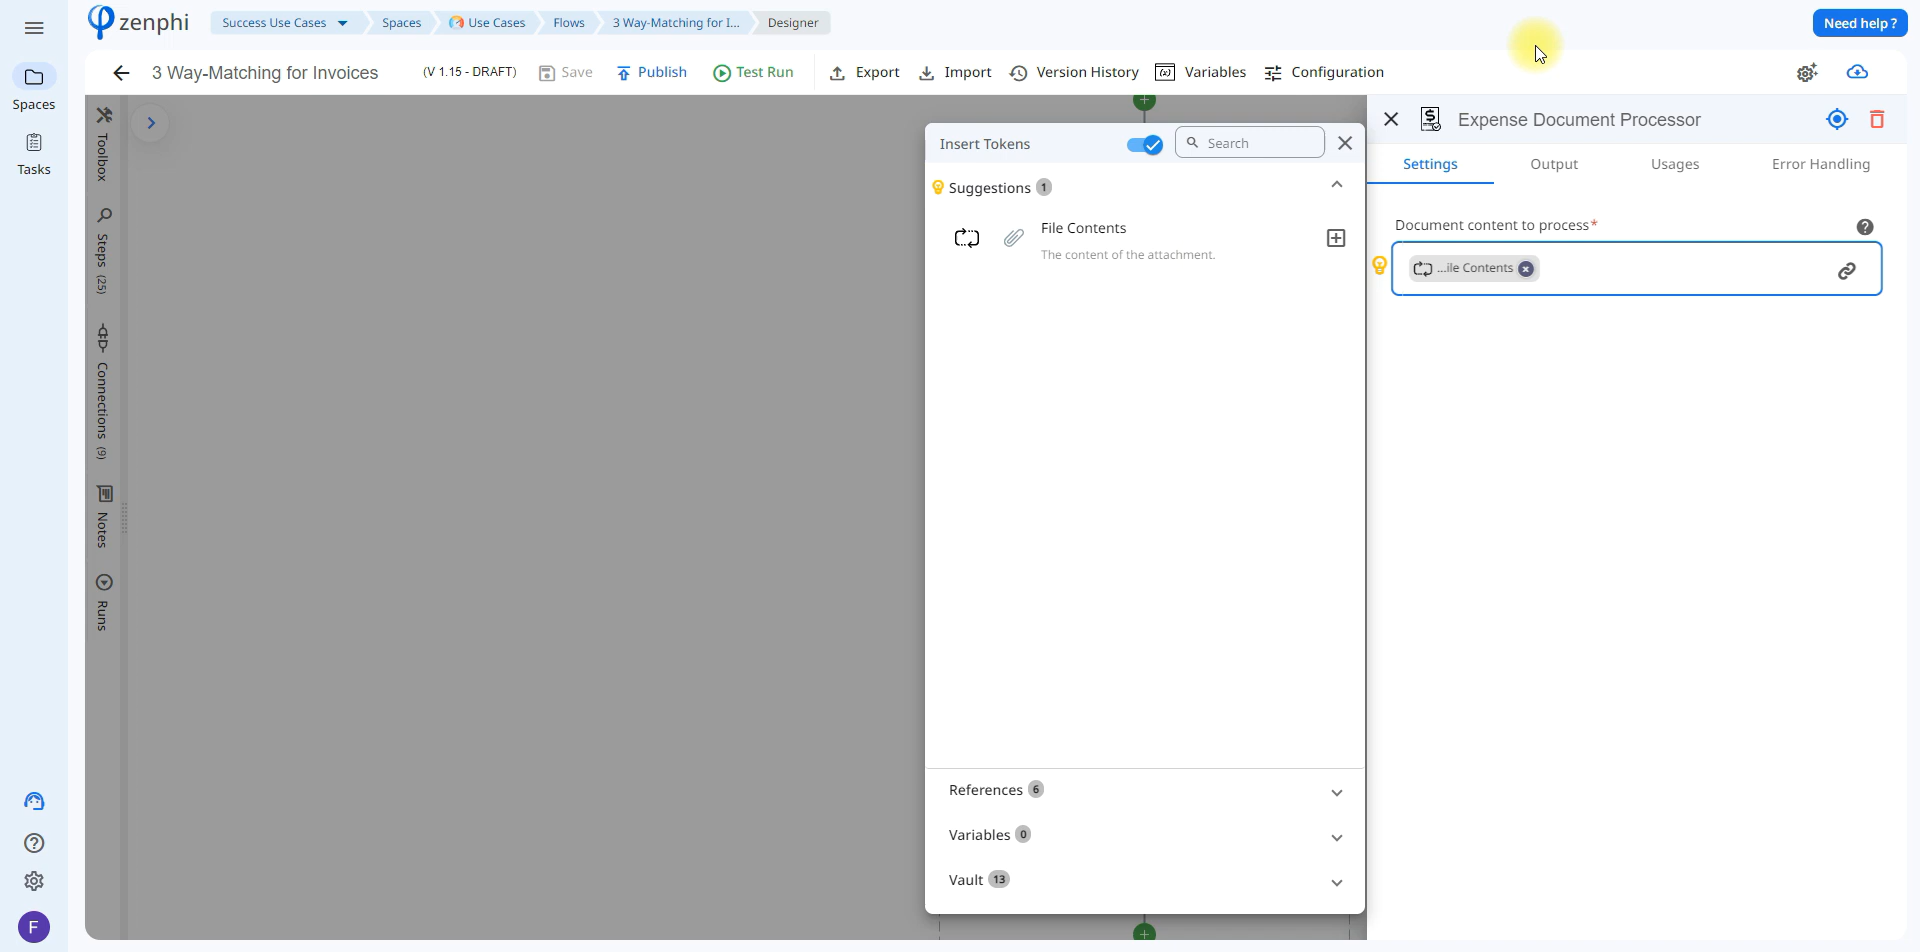 zenphi
Success Use Cases
Spaces
Use Cases
Flows
3 Way-Matching for I...
Designer
Need help ?
3 Way-Matching for Invoices
(V 1.15 - DRAFT)
Save
Publish
Test Run
Export
Import
Version History
Variables
Configuration
Spaces
Tasks
Toolbox
Steps (25)
Connections (9)
Notes
Runs
Insert Tokens
Search
Suggestions 1
File Contents
The content of the attachment.
References 6
Variables 0
Vault 13
Expense Document Processor
Settings
Output
Usages
Error Handling
Document content to process*
...ile Contents
F